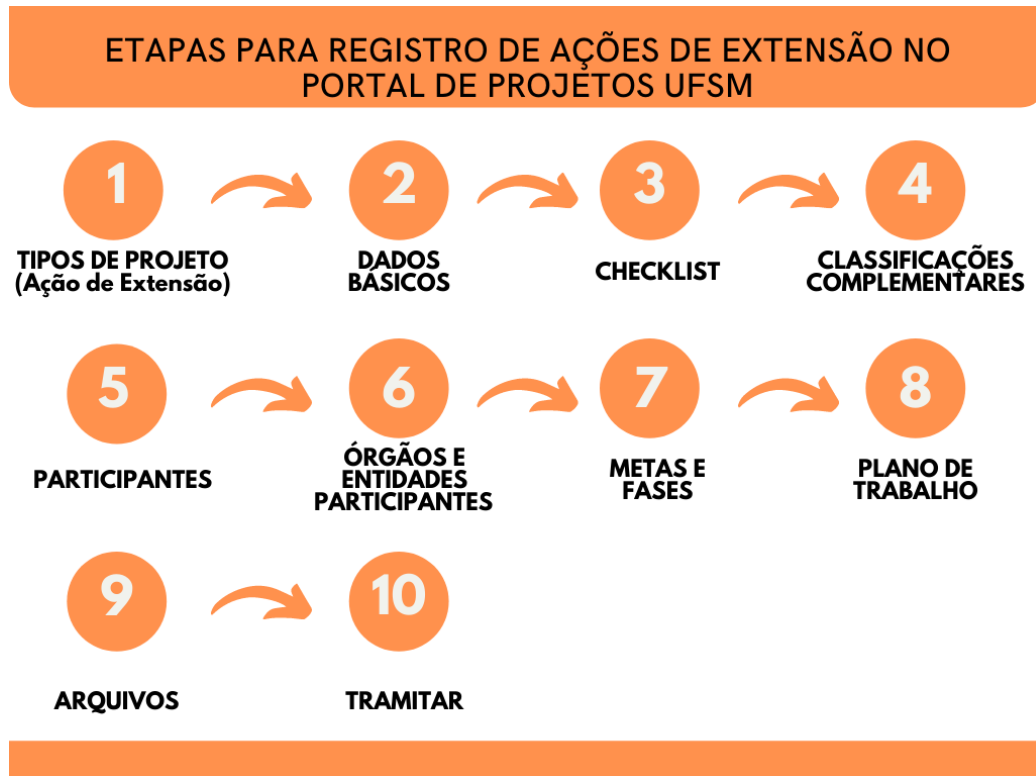 ETAPAS PARA REGISTRO DE AÇÕES DE EXTENSÃO NO
PORTAL DE PROJETOS UFSM
1
TIPOS DE PROJETO
(Ação de Extensão)
2
DADOS
BÁSICOS
3
CHECKLIST
4
CLASSIFICAÇÕES
COMPLEMENTARES
5
PARTICIPANTES
6
ÓRGÃOS E
ENTIDADES
PARTICIPANTES
7
METAS E
FASES
8
PLANO DE
TRABALHO
9
ARQUIVOS
10
TRAMITAR